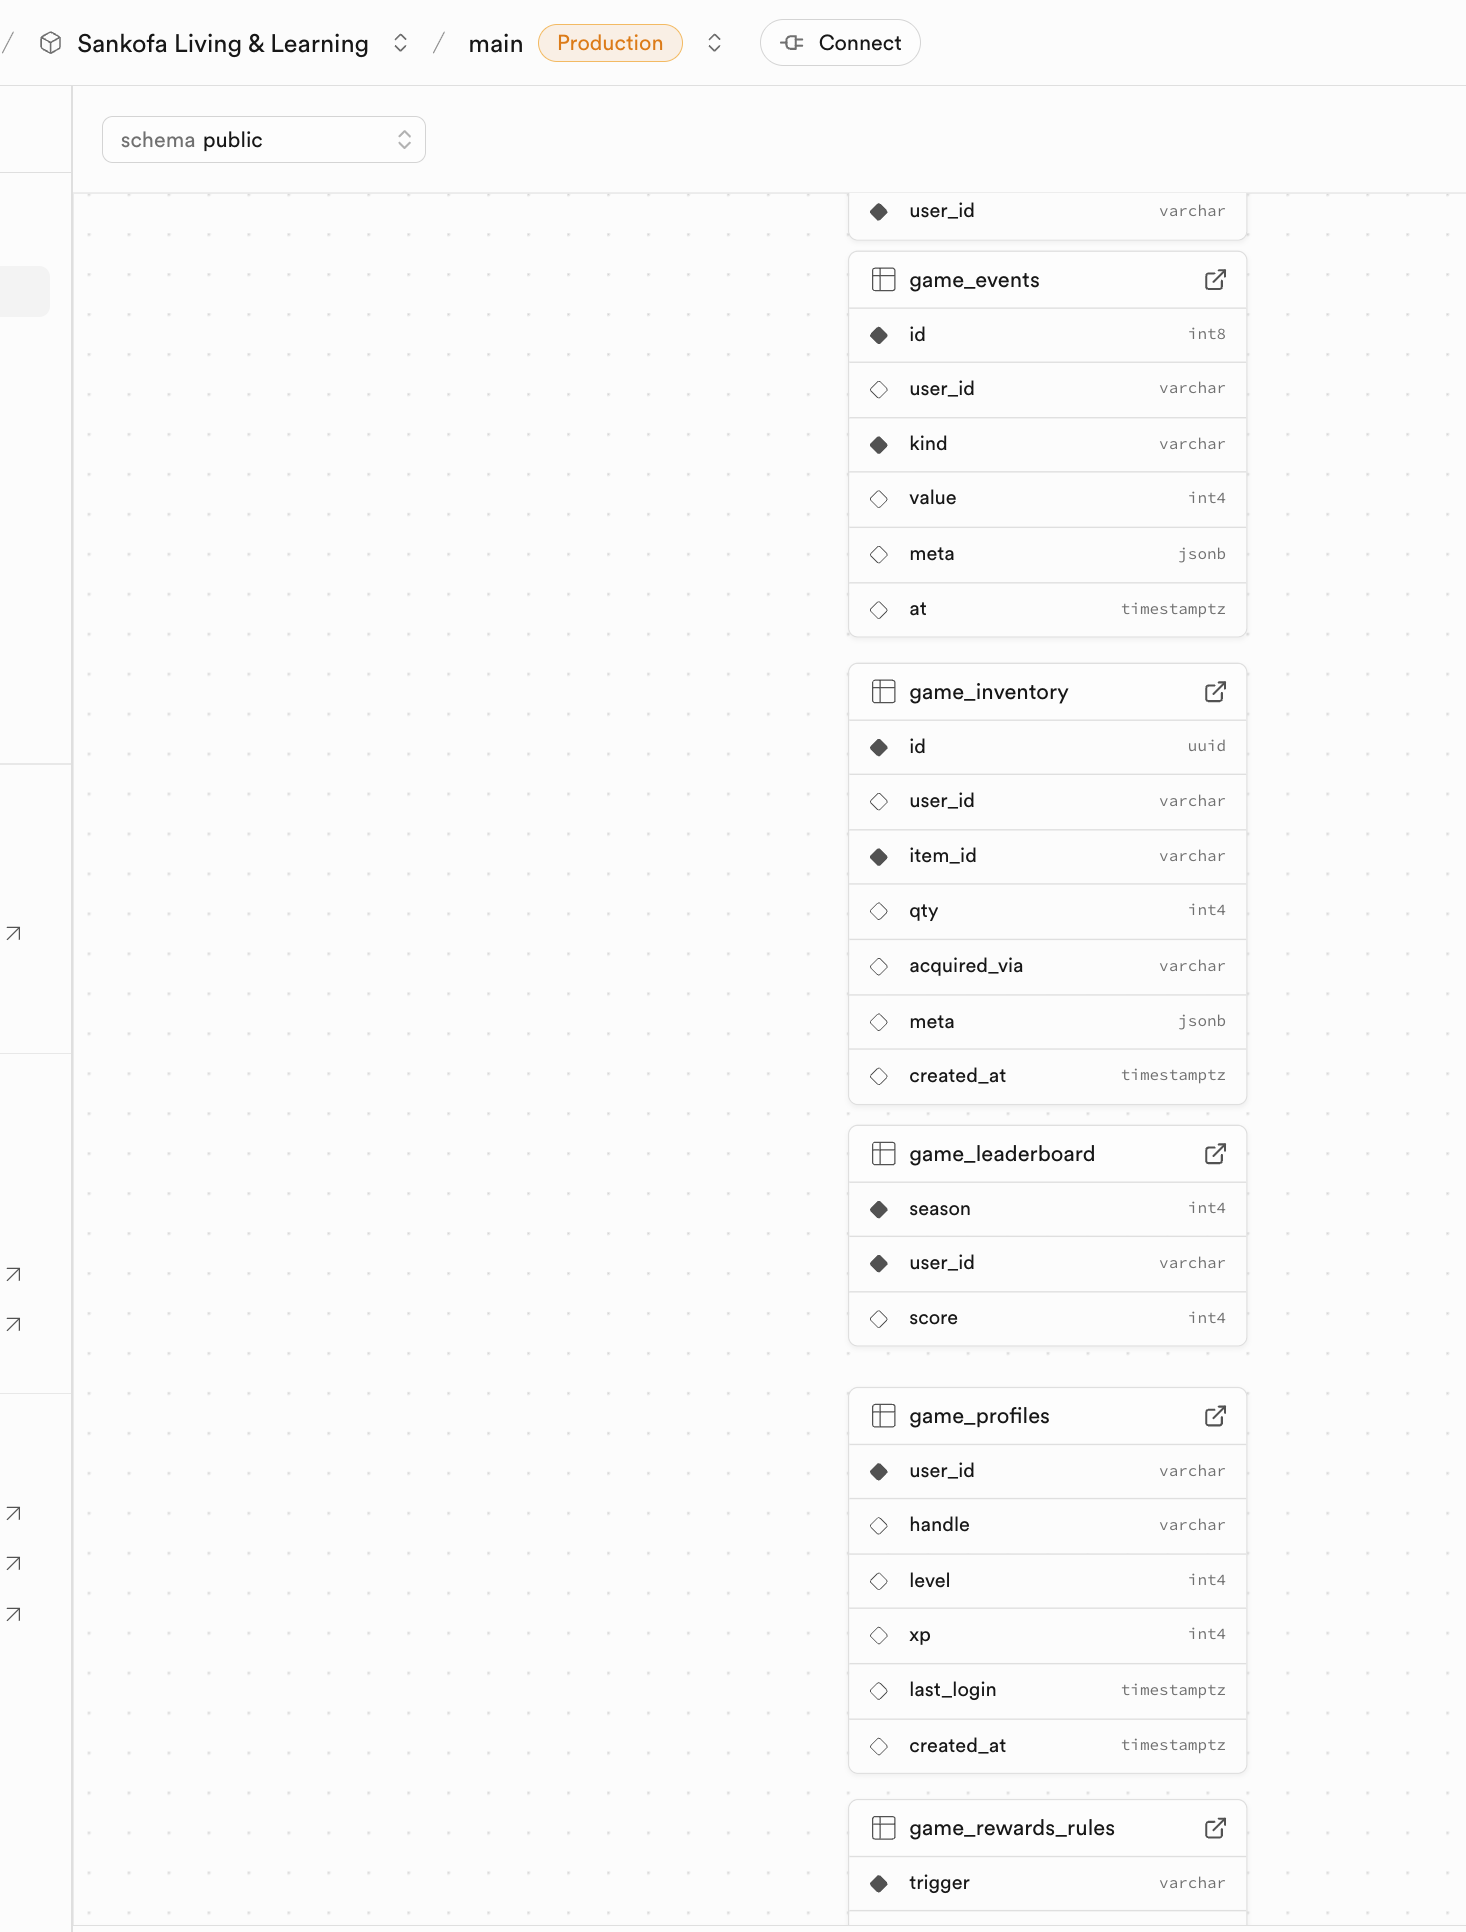 / Sankofa Living & Learning / main Production Connect
schema public
user_id varchar
game_events
id int8
user_id varchar
kind varchar
value int4
meta jsonb
at timestamptz
game_inventory
id uuid
user_id varchar
item_id varchar
qty int4
acquired_via varchar
meta jsonb
created_at timestamptz
game_leaderboard
season int4
user_id varchar
score int4
game_profiles
user_id varchar
handle varchar
level int4
xp int4
last_login timestamptz
created_at timestamptz
game_rewards_rules
trigger varchar